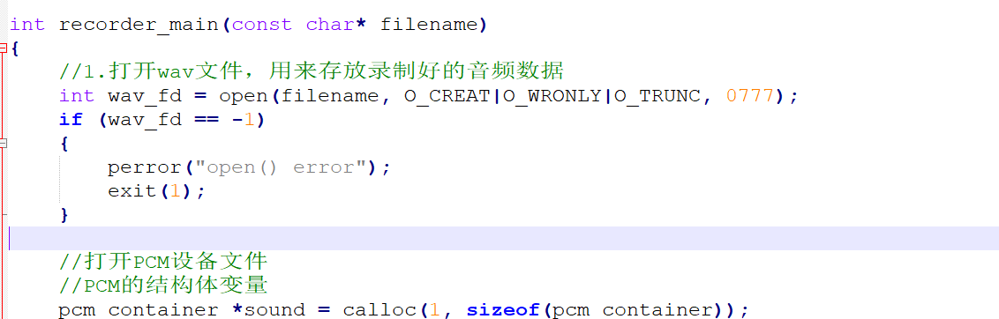 int recorder_main(const char* filename)
{
//1.打开wav文件，用来存放录制好的音频数据
int wav_fd = open(filename, O_CREAT|O_WRONLY|O_TRUNC, 0777);
if (wav_fd == -1)
{
perror("open() error");
exit(1);
}
//打开PCM设备文件
//PCM的结构体变量
pcm_container *sound = calloc(1, sizeof(pcm_container));